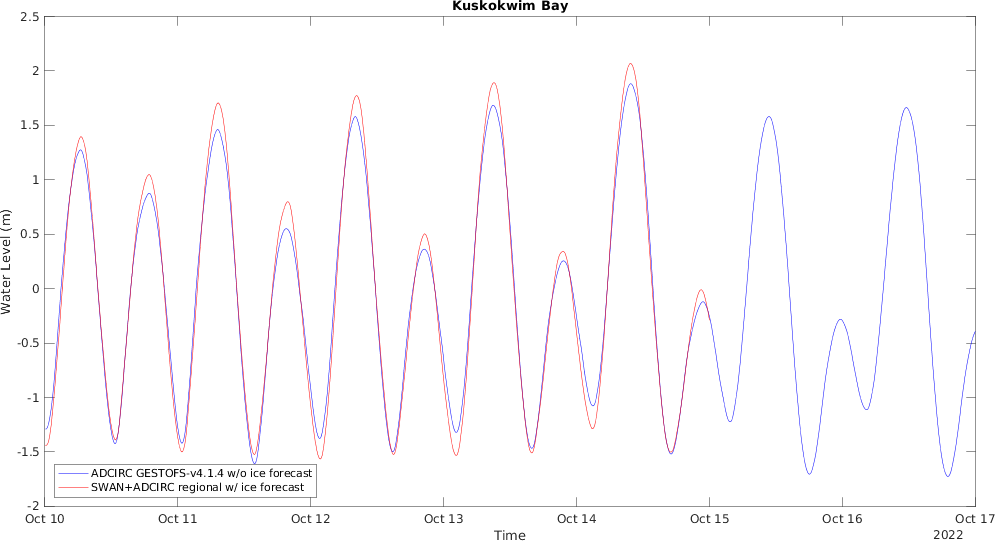 Kuskokwim Bay
2.5
2
1.5
1
0.5
0
-0.5
-1
-1.5
-2
Water Level (m)
ADCIRC GESTOFS-v4.1.4 w/o ice forecast
SWAN+ADCIRC regional w/ ice forecast
Oct 10
Oct 11
Oct 12
Oct 13
Oct 14
Oct 15
Oct 16
Oct 17
Time
2022